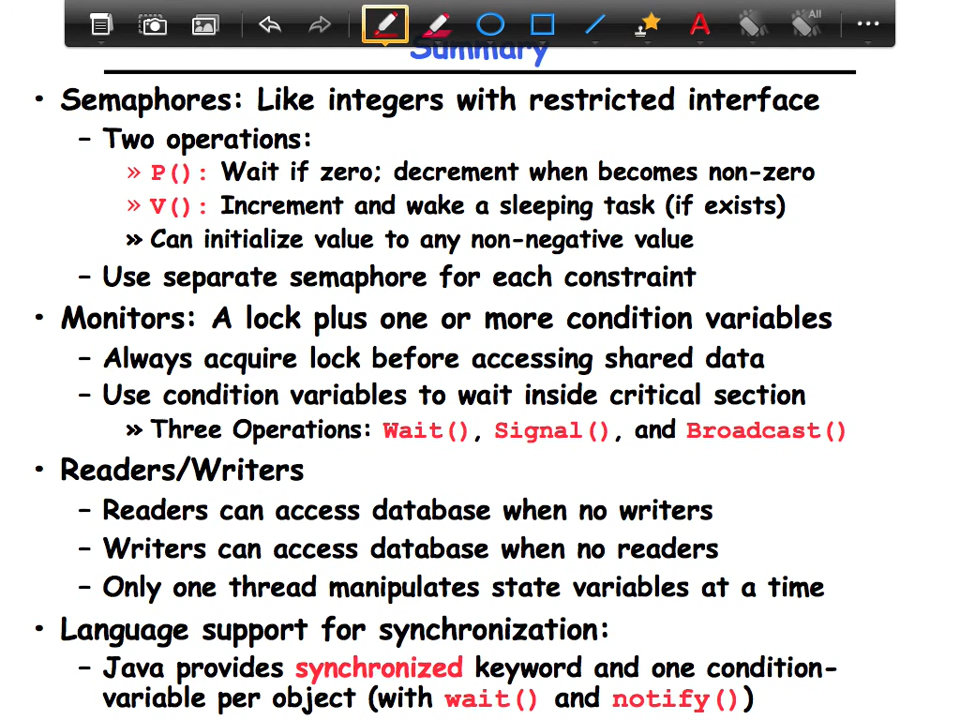 All
A
Summary
• Semaphores: Like integers with restricted interface
– Two operations:
» P(): Wait if zero; decrement when becomes non-zero
» V(): Increment and wake a sleeping task (if exists)
» Can initialize value to any non-negative value
– Use separate semaphore for each constraint
• Monitors: A lock plus one or more condition variables
– Always acquire lock before accessing shared data
– Use condition variables to wait inside critical section
» Three Operations: Wait(), Signal(), and Broadcast()
• Readers/Writers
– Readers can access database when no writers
– Writers can access database when no readers
– Only one thread manipulates state variables at a time
• Language support for synchronization:
– Java provides synchronized keyword and one condition-
variable per object (with wait() and notify())